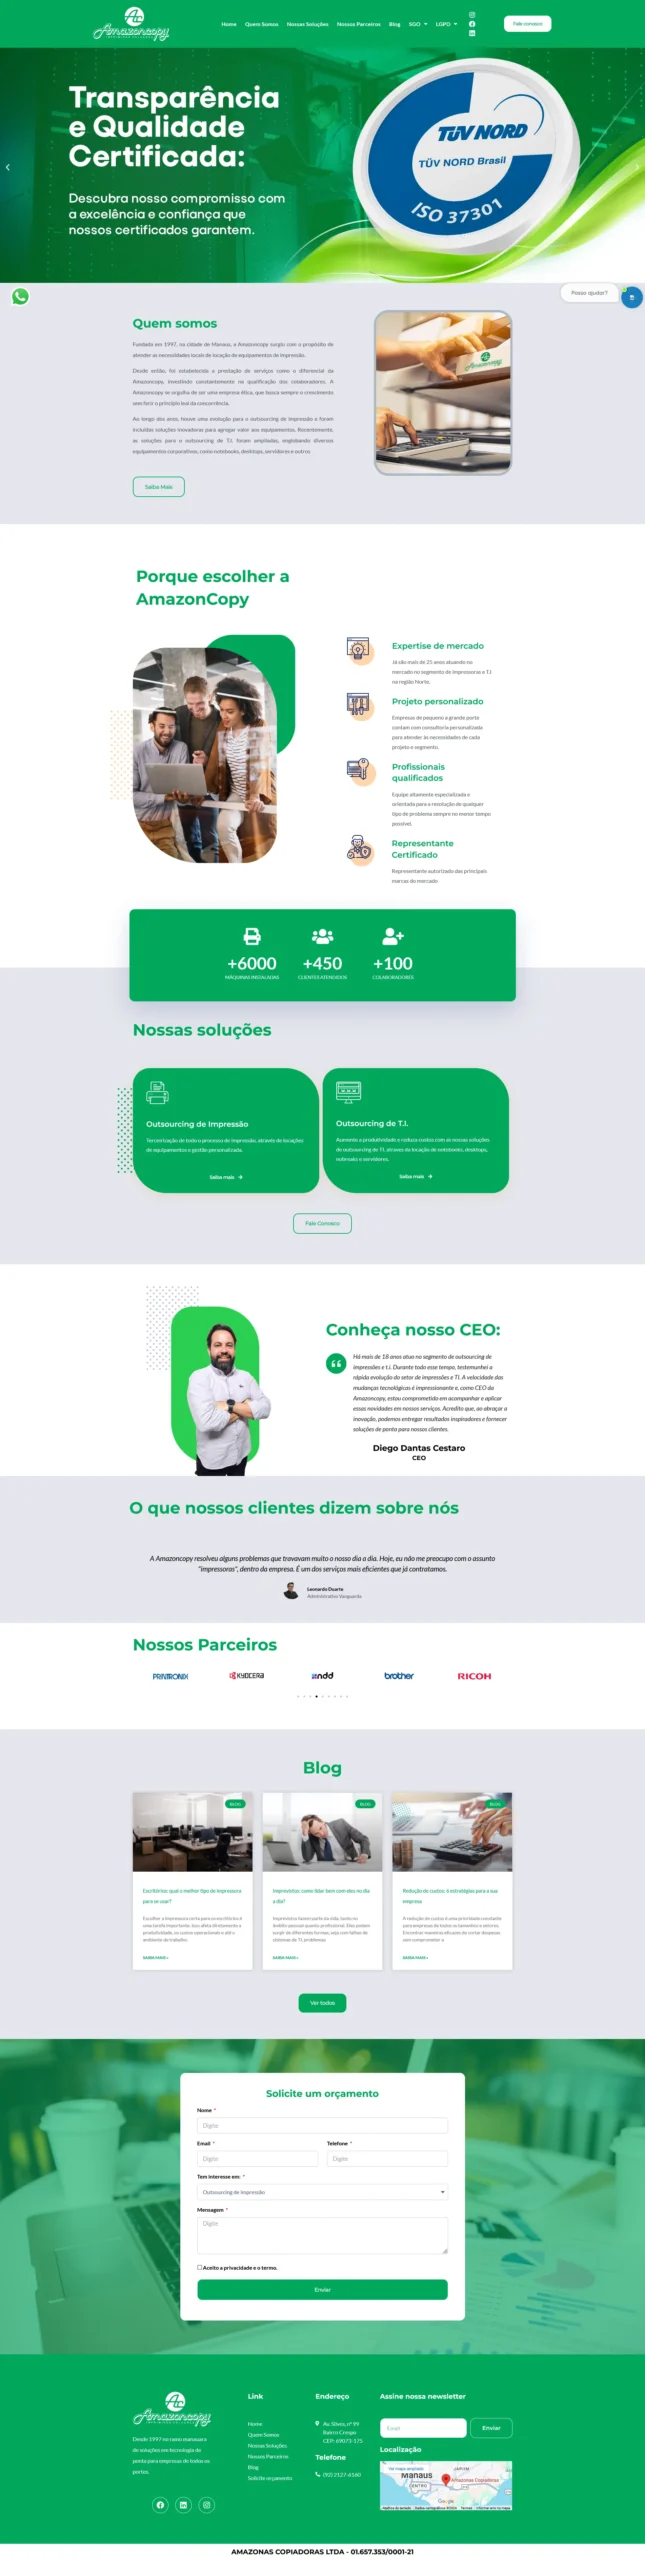 Amazoncopy
Home Quem Somos Nossas Soluções Nossos Parceiros Blog SGO LGPD
Fale conosco
Transparência
e Qualidade
Certificada:
Descubra nosso compromisso com
a excelência e confiança que
nossos certificados garantem.
TÜV NORD
TÜV NORD Brasil
ISO 37301
Posso ajudar?
Quem somos
Fundada em 1997, na cidade de Manaus, a Amazoncopy surgiu com o propósito de
atender as necessidades locais de locação de equipamentos de impressão.
Desde então, foi estabelecida a prestação de serviços como o diferencial da
Amazoncopy, investindo constantemente na qualificação dos colaboradores. A
Amazoncopy se orgulha de ser uma empresa ética, que busca sempre o crescimento
sem ferir o princípio leal da concorrência.
Ao longo dos anos, houve uma evolução para o outsourcing de impressão e foram
incluídas soluções inovadoras para agregar valor aos equipamentos. Recentemente,
as soluções para o outsourcing de T.I. foram ampliadas, englobando diversos
equipamentos corporativos, como notebooks, desktops, servidores e outros
Saiba Mais
Amazoncopy
Porque escolher a
AmazonCopy
Expertise de mercado
Já são mais de 25 anos atuando no
mercado no segmento de impressoras e T.I
na região Norte.
Projeto personalizado
Empresas de pequeno a grande porte
contam com consultoria personalizada
para atender às necessidades de cada
projeto e segmento.
Profissionais
qualificados
Equipe altamente especializada e
orientada para a resolução de qualquer
tipo de problema sempre no menor tempo
possível.
Representante
Certificado
Representante autorizado das principais
marcas do mercado
+6000
MÁQUINAS INSTALADAS
+450
CLIENTES ATENDIDOS
+100
COLABORADORES
Nossas soluções
Outsourcing de Impressão
Terceirização de todo o processo de impressão, através de locações
de equipamentos e gestão personalizada.
Saiba mais
Outsourcing de T.I.
Aumente a produtividade e reduza custos com as nossas soluções
de outsourcing de TI, através da locação de notebooks, desktops,
nobreaks e servidores.
Saiba mais
Fale Conosco
Conheça nosso CEO:
Há mais de 18 anos atuo no segmento de outsourcing de
impressões e t.i. Durante todo esse tempo, testemunhei a
rápida evolução do setor de impressões e TI. A velocidade das
mudanças tecnológicas é impressionante e, como CEO da
Amazoncopy, estou comprometido em acompanhar e aplicar
essas novidades em nossos serviços. Acredito que, ao abraçar a
inovação, podemos entregar resultados inspiradores e fornecer
soluções de ponta para nossos clientes.
Diego Dantas Cestaro
CEO
O que nossos clientes dizem sobre nós
A Amazoncopy resolveu alguns problemas que travavam muito o nosso dia a dia. Hoje, eu não me preocupo com o assunto
"impressoras", dentro da empresa. É um dos serviços mais eficientes que já contratamos.
Leonardo Duarte
Administrativo Vanguarda
Nossos Parceiros
PRINTRONIX
KYOCERA
ndd
brother
RICOH
Blog
BLOG
Escritórios: qual o melhor tipo de impressora
para se usar?
Escolher a impressora certa para escritórios é
uma tarefa importante. Isso afeta diretamente a
produtividade, os custos operacionais e até o
ambiente de trabalho.
SAIBA MAIS »
BLOG
Imprevistos: como lidar bem com eles no dia
a dia?
Imprevistos fazem parte da vida, tanto no
âmbito pessoal quanto profissional. Eles podem
surgir de diferentes formas, seja com falhas de
sistemas de TI, problemas
SAIBA MAIS »
BLOG
Redução de custos: 6 estratégias para a sua
empresa
A redução de custos é uma prioridade constante
para empresas de todos os tamanhos e setores.
Encontrar maneiras eficazes de cortar despesas
sem comprometer a
SAIBA MAIS »
Ver todos
Solicite um orçamento
Nome *
Digite
Email * Telefone *
Digite Digite
Tem interesse em: *
Outsourcing de impressão
Mensagem *
Digite
Aceito a privacidade e o termo.
Enviar
Amazoncopy
Desde 1997 no ramo manauara
de soluções em tecnologia de
ponta para empresas de todos os
portes.
Link
Home
Quem Somos
Nossas Soluções
Nossos Parceiros
Blog
Solicite orçamento
Endereço
Av. Silves, nº 99
Bairro Crespo
CEP: 69073-175
Telefone
(92) 2127-6160
Assine nossa newsletter
Email
Enviar
Localização
Ver mapa ampliado
JAPIIM
Manaus
CENTRO
Amazonas Copiadoras
Google
AMAZONAS COPIADORAS LTDA - 01.657.353/0001-21